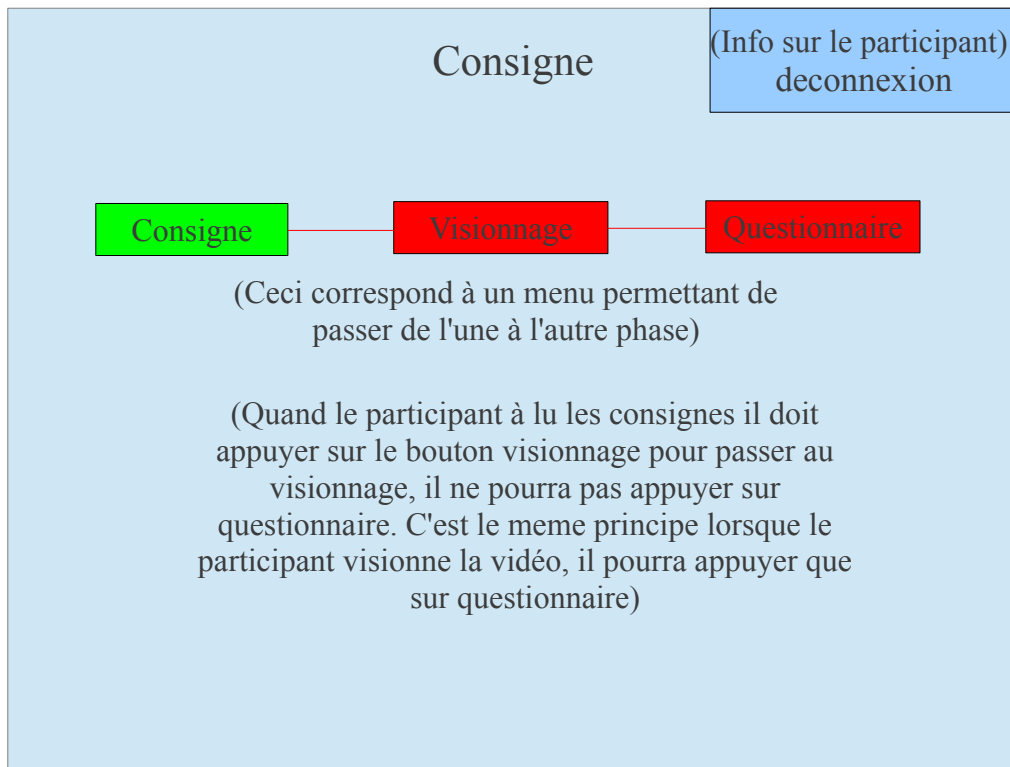 Consigne
(Info sur le participant)
deconnexion
Consigne
Visionnage
Questionnaire
(Ceci correspond à un menu permettant de
passer de l'une à l'autre phase)
(Quand le participant à lu les consignes il doit
appuyer sur le bouton visionnage pour passer au
visionnage, il ne pourra pas appuyer sur
questionnaire. C'est le meme principe lorsque le
participant visionne la vidéo, il pourra appuyer que
sur questionnaire)